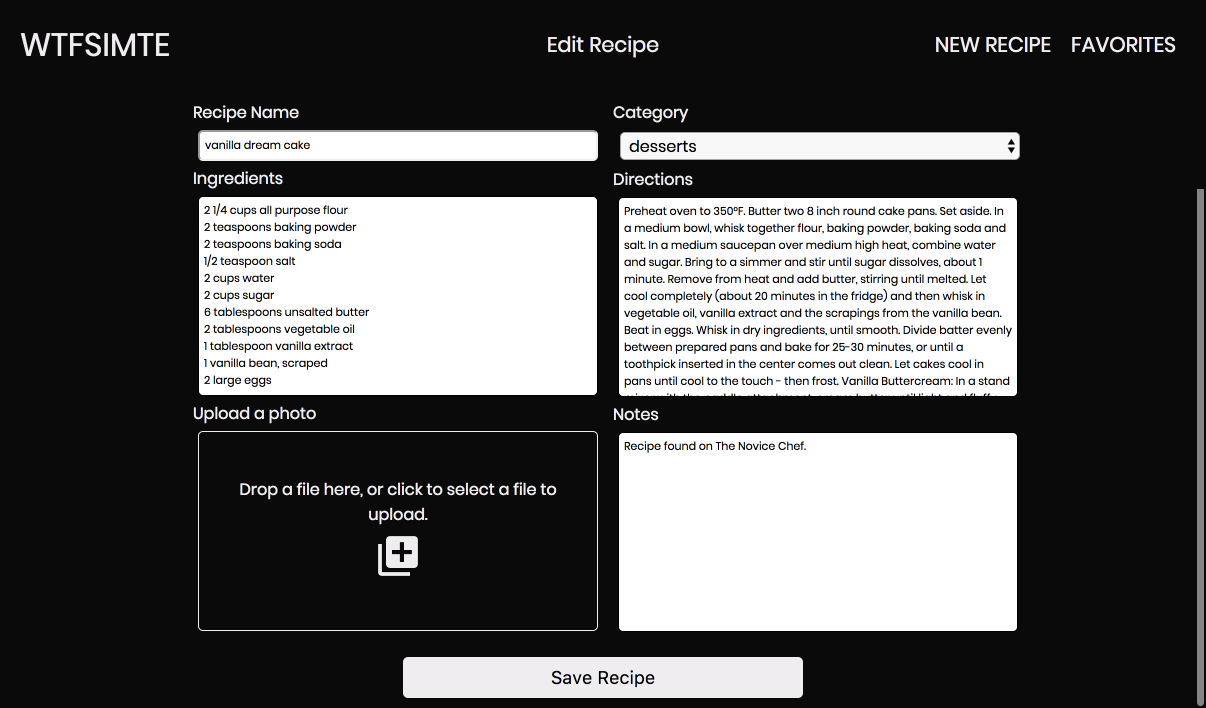 WTFSIMTE
Edit Recipe
NEW RECIPE
FAVORITES
Recipe Name
vanilla dream cake
Category
desserts
Ingredients
2 1/4 cups all purpose flour
2 teaspoons baking powder
2 teaspoons baking soda
1/2 teaspoon salt
2 cups water
2 cups sugar
6 tablespoons unsalted butter
2 tablespoons vegetable oil
1 tablespoon vanilla extract
1 vanilla bean, scraped
2 large eggs
Directions
Preheat oven to 350ºF. Butter two 8 inch round cake pans. Set aside. In
a medium bowl, whisk together flour, baking powder, baking soda and
salt. In a medium saucepan over medium high heat, combine water
and sugar. Bring to a simmer and stir until sugar dissolves, about 1
minute. Remove from heat and add butter, stirring until melted. Let
cool completely (about 20 minutes in the fridge) and then whisk in
vegetable oil, vanilla extract and the scrapings from the vanilla bean.
Beat in eggs. Whisk in dry ingredients, until smooth. Divide batter evenly
between prepared pans and bake for 25-30 minutes, or until a
toothpick inserted in the center comes out clean. Let cakes cool in
pans until cool to the touch - then frost. Vanilla Buttercream: In a stand
Upload a photo
Drop a file here, or click to select a file to
upload.
Notes
Recipe found on The Novice Chef.
Save Recipe